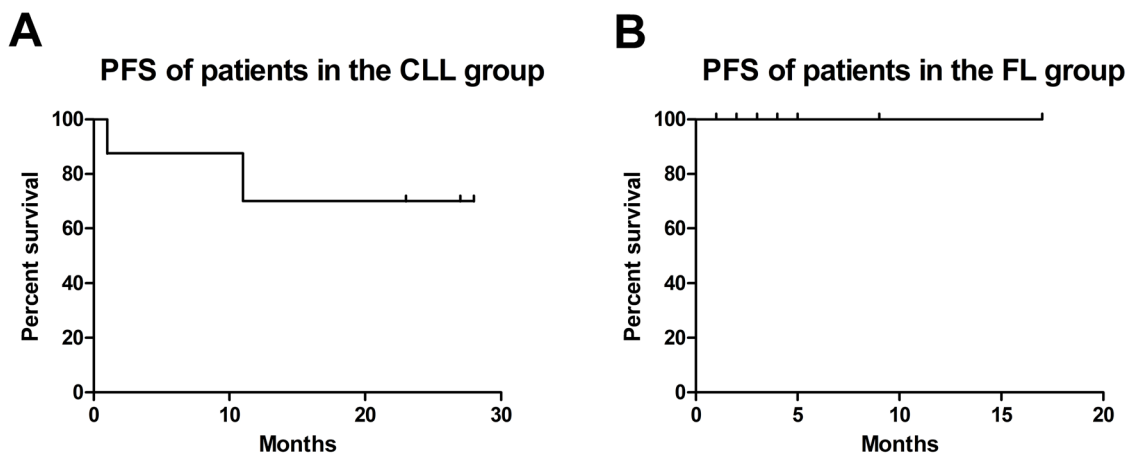 A
PFS of patients in the CLL group
100
80
60
40
20
0
Percent survival
0 10 20 30
Months
B
PFS of patients in the FL group
100
80
60
40
20
0
Percent survival
0 5 10 15 20
Months